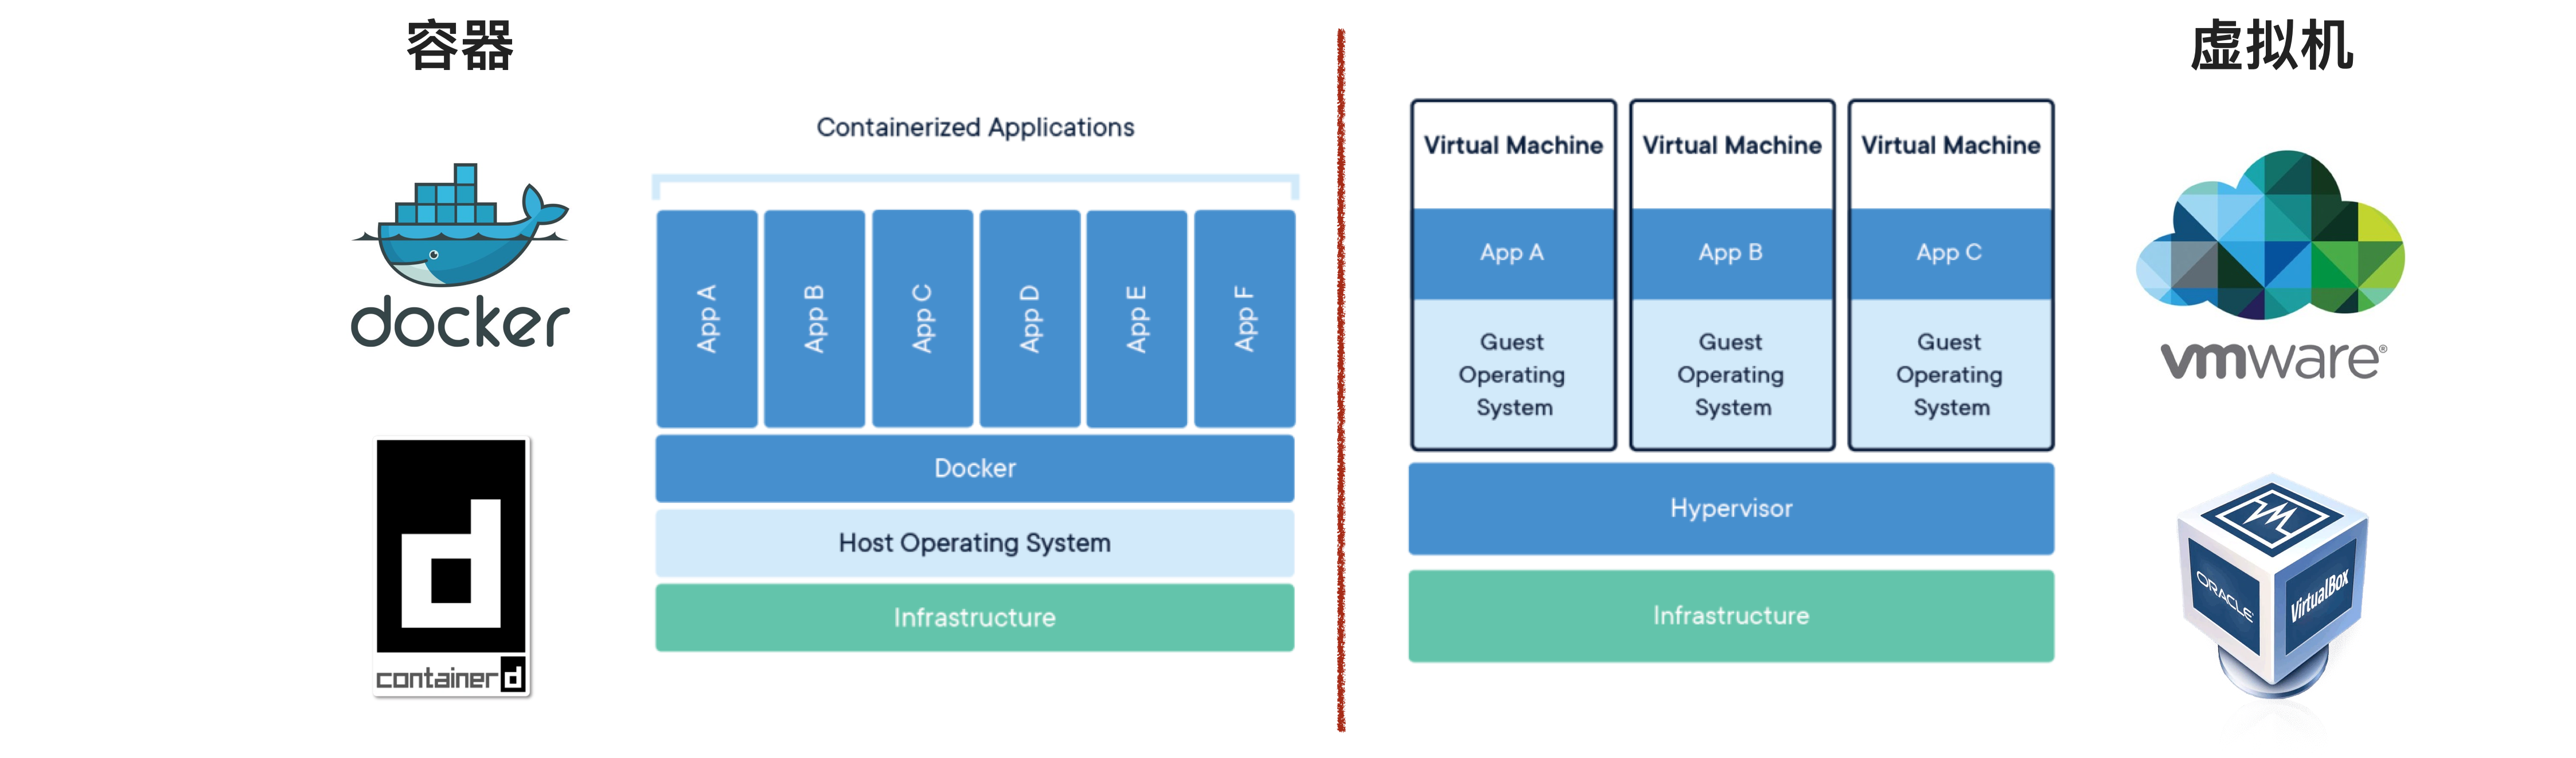 容器
docker
containerd
Containerized Applications
App A
App B
App C
App D
App E
App F
Docker
Host Operating System
Infrastructure
虚拟机
Virtual Machine
App A
Guest
Operating
System
Virtual Machine
App B
Guest
Operating
System
Virtual Machine
App C
Guest
Operating
System
Hypervisor
Infrastructure
vmware®
ORACLE
VirtualBox